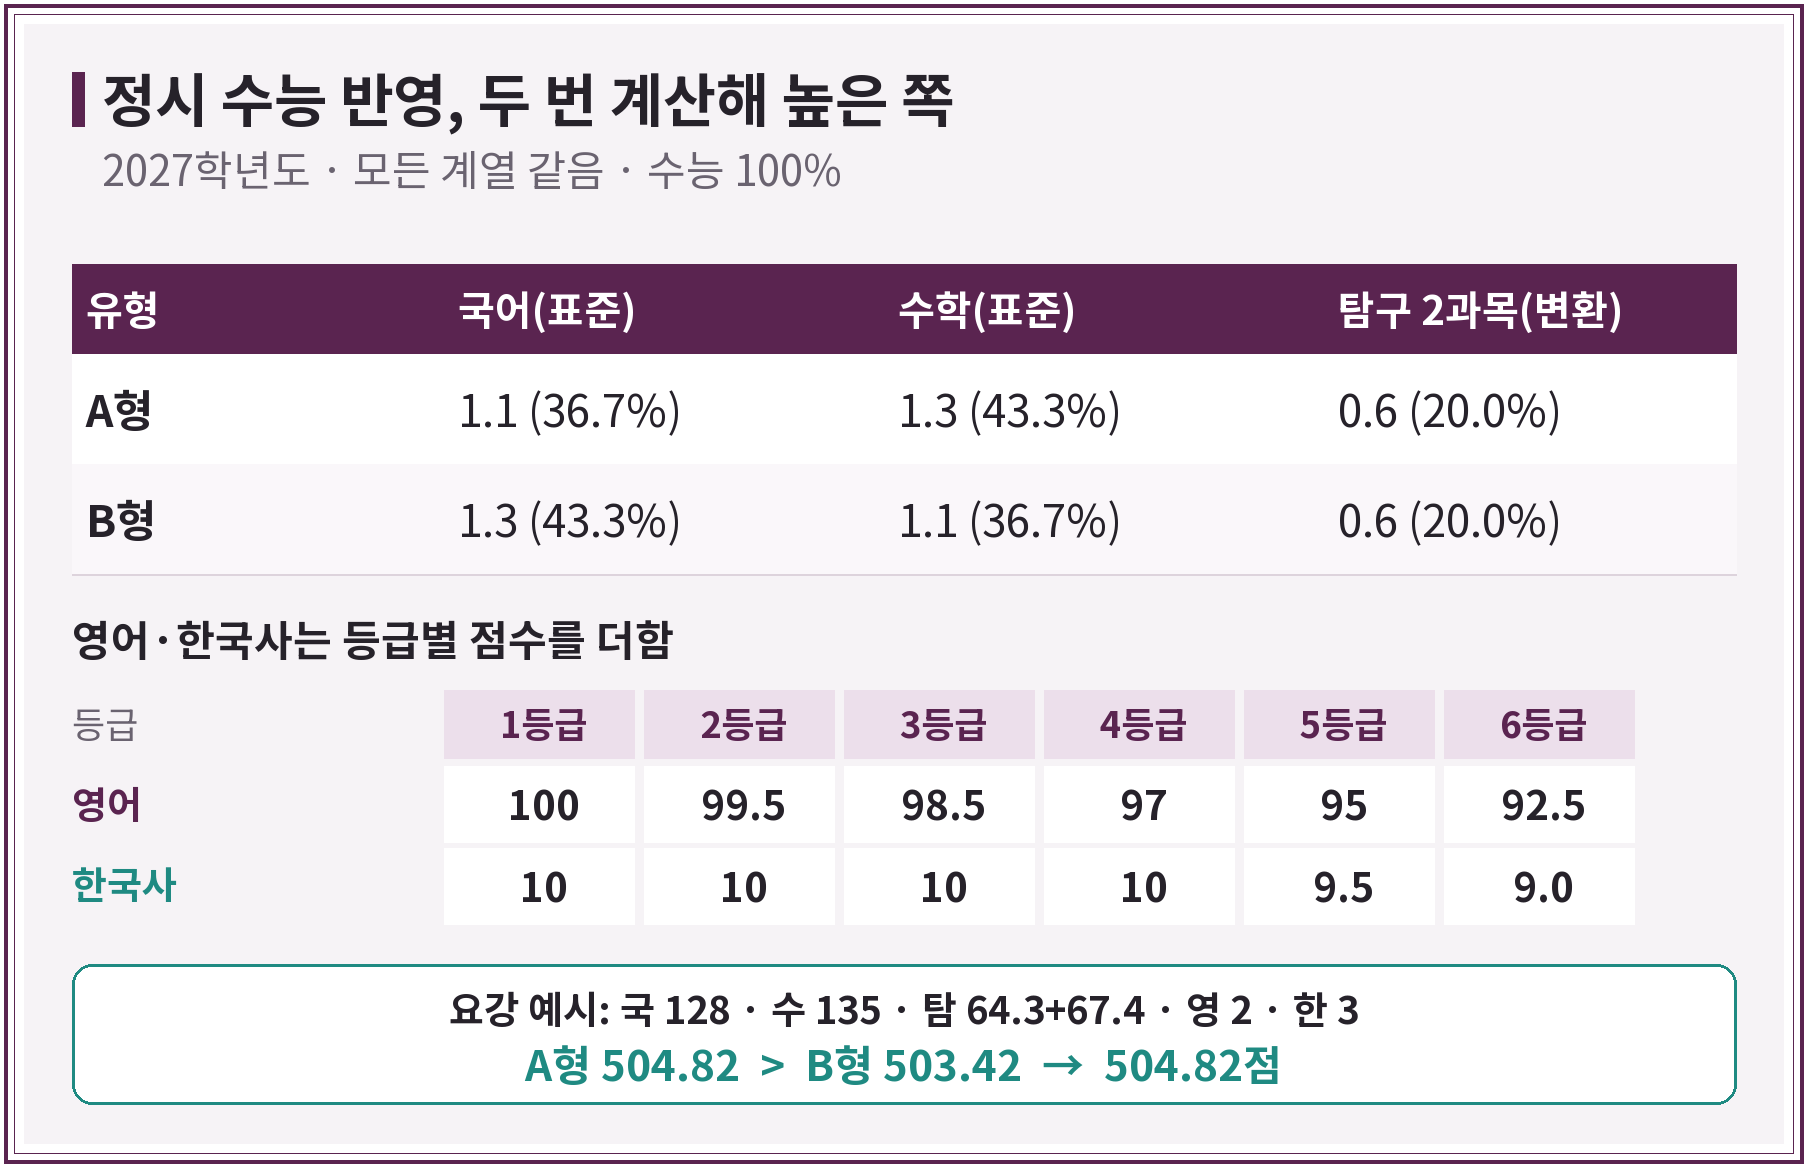 정시 수능 반영, 두 번 계산해 높은 쪽
2027학년도 · 모든 계열 같음 · 수능 100%
유형 국어(표준) 수학(표준) 탐구 2과목(변환)
A형 1.1 (36.7%) 1.3 (43.3%) 0.6 (20.0%)
B형 1.3 (43.3%) 1.1 (36.7%) 0.6 (20.0%)
영어·한국사는 등급별 점수를 더함
등급 1등급 2등급 3등급 4등급 5등급 6등급
영어 100 99.5 98.5 97 95 92.5
한국사 10 10 10 10 9.5 9.0
요강 예시: 국 128 · 수 135 · 탐 64.3+67.4 · 영 2 · 한 3
A형 504.82 > B형 503.42 → 504.82점